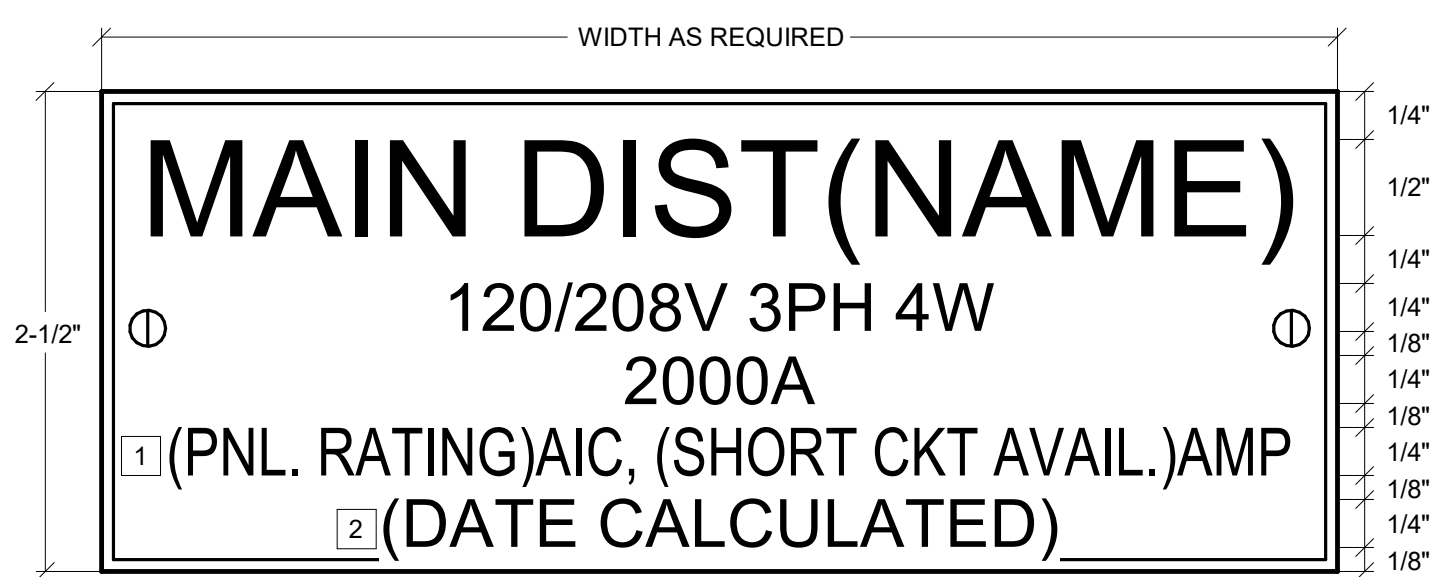 WIDTH AS REQUIRED
1/4"
MAIN DIST(NAME)
1/2"
1/4"
120/208V 3PH 4W
1/4"
2-1/2"
1/8"
2000A
1/4"
1/8"
1 (PNL. RATING)AIC, (SHORT CKT AVAIL.)AMP
1/4"
1/8"
2 (DATE CALCULATED)
1/4"
1/8"